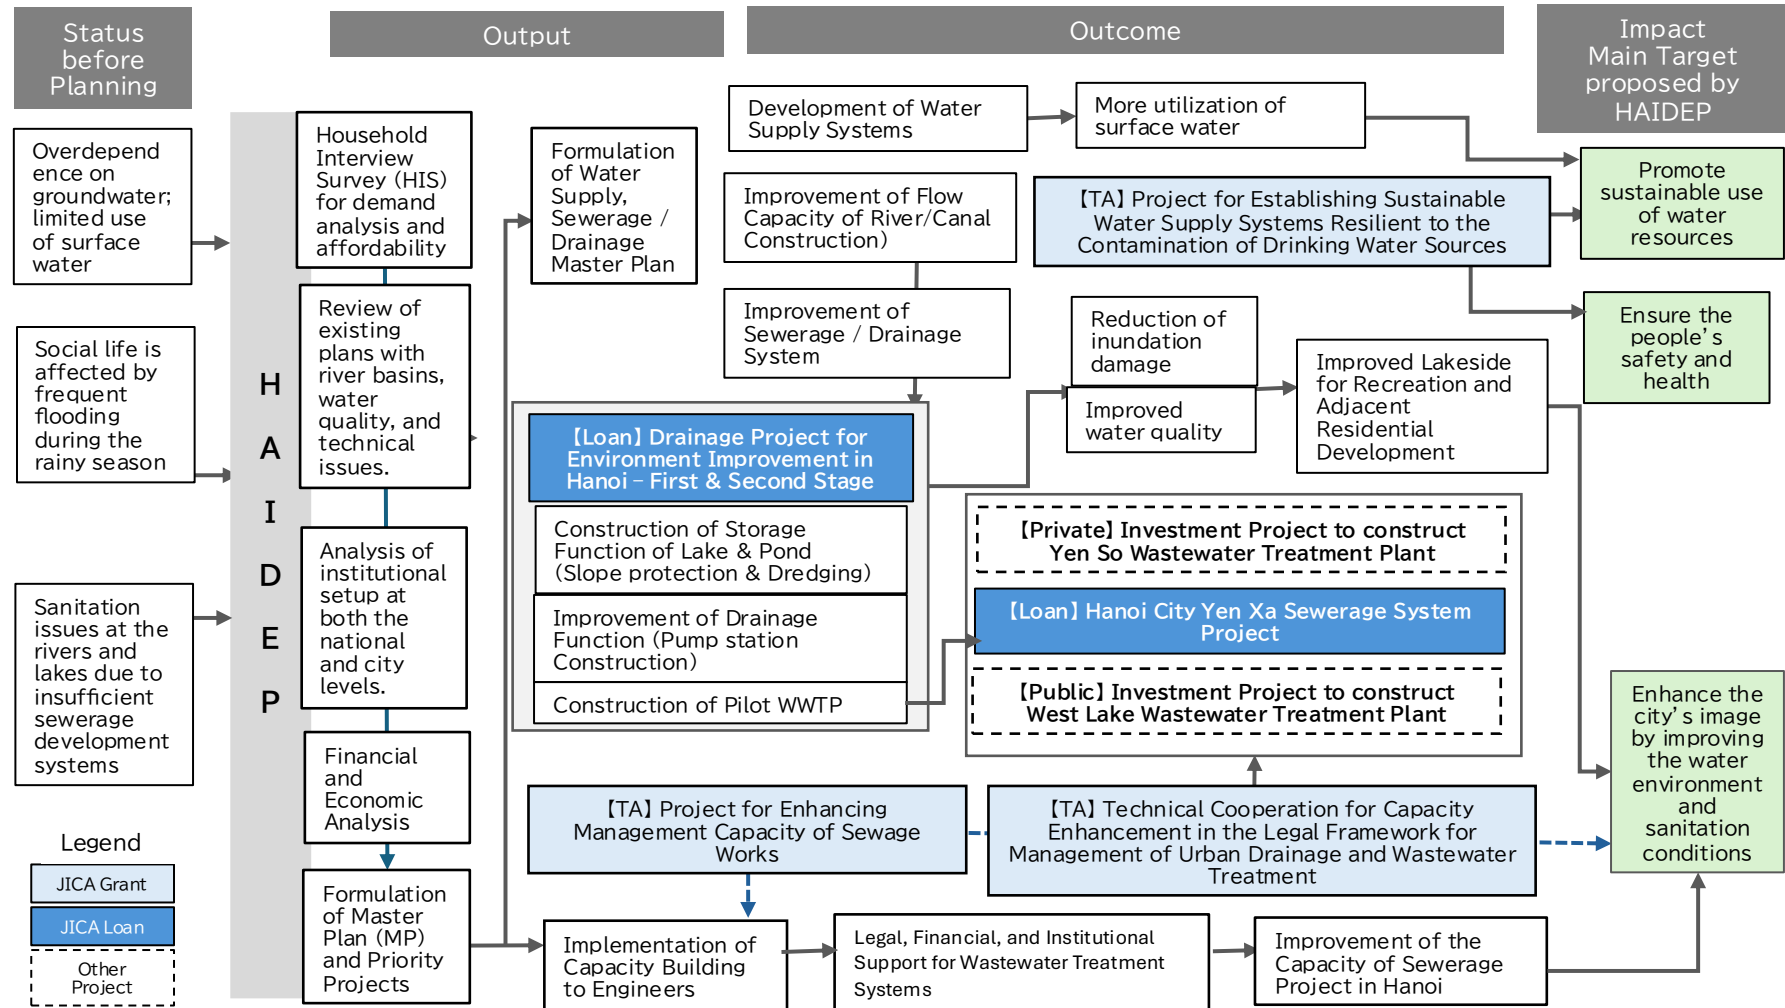 Status
before
Planning
Output
Outcome
Impact
Main Target
proposed by
HAIDEP
Overdepend
ence on
groundwater;
limited use
of surface
water
Social life is
affected by
frequent
flooding
during the
rainy season
Sanitation
issues at the
rivers and
lakes due to
insufficient
sewerage
development
systems
H
A
I
D
E
P
Household
Interview
Survey (HIS)
for demand
analysis and
affordability
Review of
existing
plans with
river basins,
water
quality, and
technical
issues.
Analysis of
institutional
setup at
both the
national
and city
levels.
Financial
and
Economic
Analysis
Formulation
of Master
Plan (MP)
and Priority
Projects
Formulation
of Water
Supply,
Sewerage /
Drainage
Master Plan
Development of Water
Supply Systems
More utilization of
surface water
Improvement of Flow
Capacity of River/Canal
Construction)
【TA】Project for Establishing Sustainable
Water Supply Systems Resilient to the
Contamination of Drinking Water Sources
Improvement of
Sewerage / Drainage
System
Reduction of
inundation
damage
Improved
water quality
Improved Lakeside
for Recreation and
Adjacent
Residential
Development
【Loan】Drainage Project for
Environment Improvement in
Hanoi – First & Second Stage
Construction of Storage
Function of Lake & Pond
(Slope protection & Dredging)
Improvement of Drainage
Function (Pump station
Construction)
Construction of Pilot WWTP
【Private】Investment Project to construct
Yen So Wastewater Treatment Plant
【Loan】Hanoi City Yen Xa Sewerage System
Project
【Public】Investment Project to construct
West Lake Wastewater Treatment Plant
【TA】Project for Enhancing
Management Capacity of Sewage
Works
【TA】Technical Cooperation for Capacity
Enhancement in the Legal Framework for
Management of Urban Drainage and Wastewater
Treatment
Implementation of
Capacity Building
to Engineers
Legal, Financial, and Institutional
Support for Wastewater Treatment
Systems
Improvement of the
Capacity of Sewerage
Project in Hanoi
Promote
sustainable use
of water
resources
Ensure the
people's
safety and
health
Enhance the
city's image
by improving
the water
environment
and
sanitation
conditions
Legend
JICA Grant
JICA Loan
Other
Project